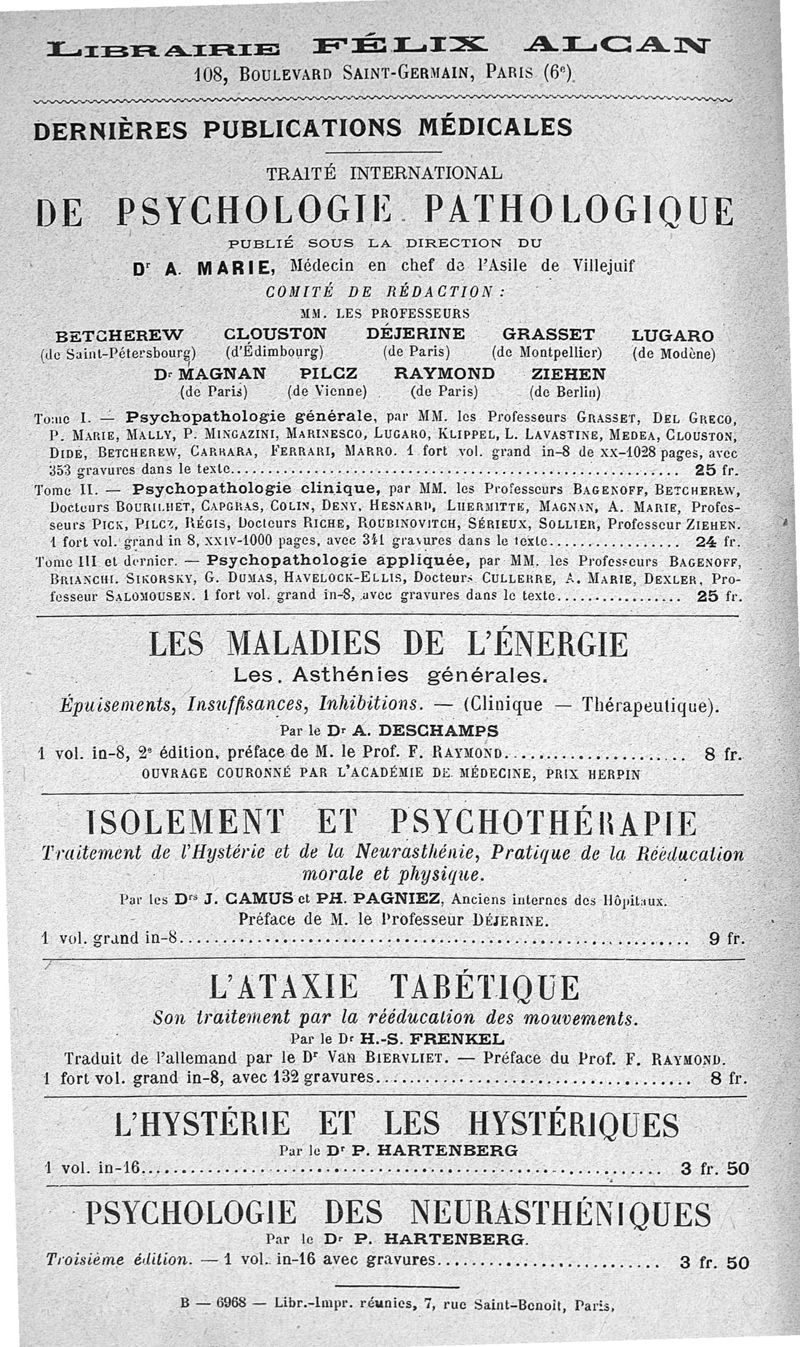 LIBRAIRIE FÉLIX ALCAN
108, BOULEVARD SAINT-GERMAIN, PARIS (6e)
DERNIÈRES PUBLICATIONS MÉDICALES
TRAITÉ INTERNATIONAL
DE PSYCHOLOGIE PATHOLOGIQUE
PUBLIÉ SOUS LA DIRECTION DU
Dr A. MARIE, Médecin en chef de l'Asile de Villejuif
COMITÉ DE RÉDACTION :
MM. LES PROFESSEURS
BETCHEREW CLOUSTON DÉJERINE GRASSET LUGARO
(de Saint-Pétersbourg) (d'Édimbourg) (de Paris) (de Montpellier) (de Modène)
Dr MAGNAN PILCZ RAYMOND ZIEHEN
(de Paris) (de Vienne) (de Paris) (de Berlin)
Tome I. — Psychopathologie générale, par MM. les Professeurs GRASSET, DEL GRECO,
P. MARIE, MALLY, P. MINGAZINI, MARINESCO, LUGARO, KLIPPEL, L. LAVASTINE, MEDEA, CLOUSTON,
DIDE, BETCHEREW, CARRARA, FERRARI, MARRO. 1 fort vol. grand in-8 de xx-1028 pages, avec
353 gravures dans le texte. 25 fr.
Tome II. — Psychopathologie clinique, par MM. les Professeurs BAGENOFF, BETCHEREW,
Docteurs BOURILHET, CAPGRAS, COLIN, DENY, HESNARD, LHERMITTE, MAGNAN, A. MARIE, Profes-
seurs PICK, PILCZ, RÉGIS, Docteurs RICHE, ROUBINOVITCH, SÉRIEUX, SOLLIER, Professeur ZIEHEN.
1 fort vol. grand in 8, xxiv-1000 pages, avec 341 gravures dans le texte. 24 fr.
Tome III et dernier. — Psychopathologie appliquée, par MM. les Professeurs BAGENOFF,
BRIANCHI, SIKORSKY, G. DUMAS, HAVELOCK-ELLIS, Docteurs CULLERRE, A. MARIE, DEXLER, Pro-
fesseur SALOMOUSEN. 1 fort vol. grand in-8, avec gravures dans le texte. 25 fr.
LES MALADIES DE L'ÉNERGIE
Les. Asthénies générales.
Épuisements, Insuffisances, Inhibitions. — (Clinique — Thérapeutique).
Par le Dr A. DESCHAMPS
1 vol. in-8, 2e édition, préface de M. le Prof. F. RAYMOND. 8 fr.
OUVRAGE COURONNÉ PAR L'ACADÉMIE DE MÉDECINE, PRIX HERPIN
ISOLEMENT ET PSYCHOTHÉRAPIE
Traitement de l'Hystérie et de la Neurasthénie, Pratique de la Rééducation
morale et physique.
Par les Drs J. CAMUS et PH. PAGNIEZ, Anciens internes des Hôpitaux.
Préface de M. le Professeur DÉJERINE.
1 vol. grand in-8. 9 fr.
L'ATAXIE TABÉTIQUE
Son traitement par la rééducation des mouvements.
Par le Dr H.-S. FRENKEL
Traduit de l'allemand par le Dr VAN BIERVLIET. — Préface du Prof. F. RAYMOND.
1 fort vol. grand in-8, avec 132 gravures. 8 fr.
L'HYSTÉRIE ET LES HYSTÉRIQUES
Par le Dr P. HARTENBERG
1 vol. in-16. 3 fr. 50
PSYCHOLOGIE DES NEURASTHÉNIQUES
Par le Dr P. HARTENBERG.
Troisième édition. — 1 vol. in-16 avec gravures. 3 fr. 50
B — 6968 — Libr.-Impr. réunies, 7, rue Saint-Benoit, Paris.